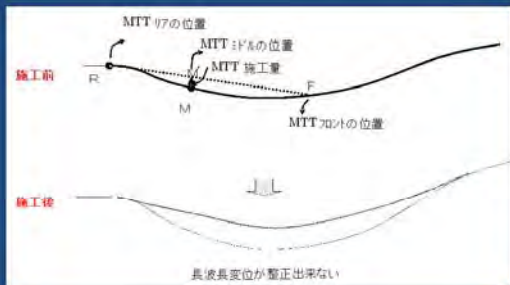 MTT リアの位置
MTT ミドルの位置
MTT 施工量
施工前
R
F
M
MTT フロントの位置
施工後
長波長変位が整正出来ない